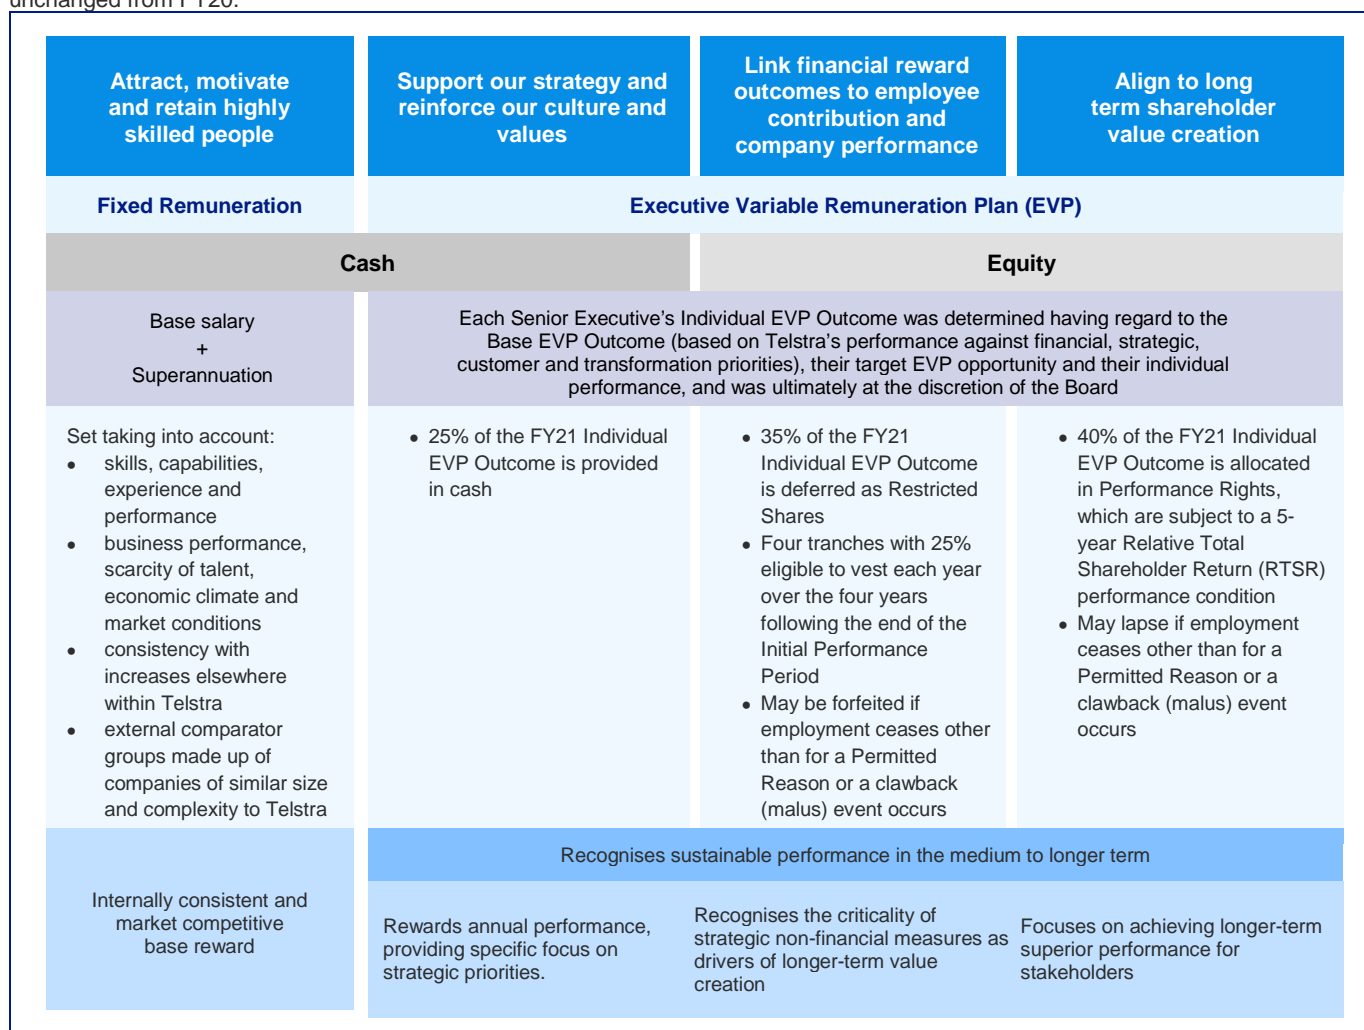 unchanged from FY20.
Attract, motivate
and retain highly
skilled people
Support our strategy and
reinforce our culture and
values
Link financial reward
outcomes to employee
contribution and
company performance
Align to long
term shareholder
value creation
Fixed Remuneration
Executive Variable Remuneration Plan (EVP)
Cash
Equity
Base salary
+
Superannuation
Each Senior Executive's Individual EVP Outcome was determined having regard to the
Base EVP Outcome (based on Telstra's performance against financial, strategic,
customer and transformation priorities), their target EVP opportunity and their individual
performance, and was ultimately at the discretion of the Board
Set taking into account:
• skills, capabilities,
experience and
performance
• business performance,
scarcity of talent,
economic climate and
market conditions
• consistency with
increases elsewhere
within Telstra
• external comparator
groups made up of
companies of similar size
and complexity to Telstra
• 25% of the FY21 Individual
EVP Outcome is provided
in cash
• 35% of the FY21
Individual EVP Outcome
is deferred as Restricted
Shares
• Four tranches with 25%
eligible to vest each year
over the four years
following the end of the
Initial Performance
Period
• May be forfeited if
employment ceases other
than for a Permitted
Reason or a clawback
(malus) event occurs
• 40% of the FY21 Individual
EVP Outcome is allocated
in Performance Rights,
which are subject to a 5-
year Relative Total
Shareholder Return (RTSR)
performance condition
• May lapse if employment
ceases other than for a
Permitted Reason or a
clawback (malus) event
occurs
Internally consistent and
market competitive
base reward
Recognises sustainable performance in the medium to longer term
Rewards annual performance,
providing specific focus on
strategic priorities.
Recognises the criticality of
strategic non-financial measures as
drivers of longer-term value
creation
Focuses on achieving longer-term
superior performance for
stakeholders